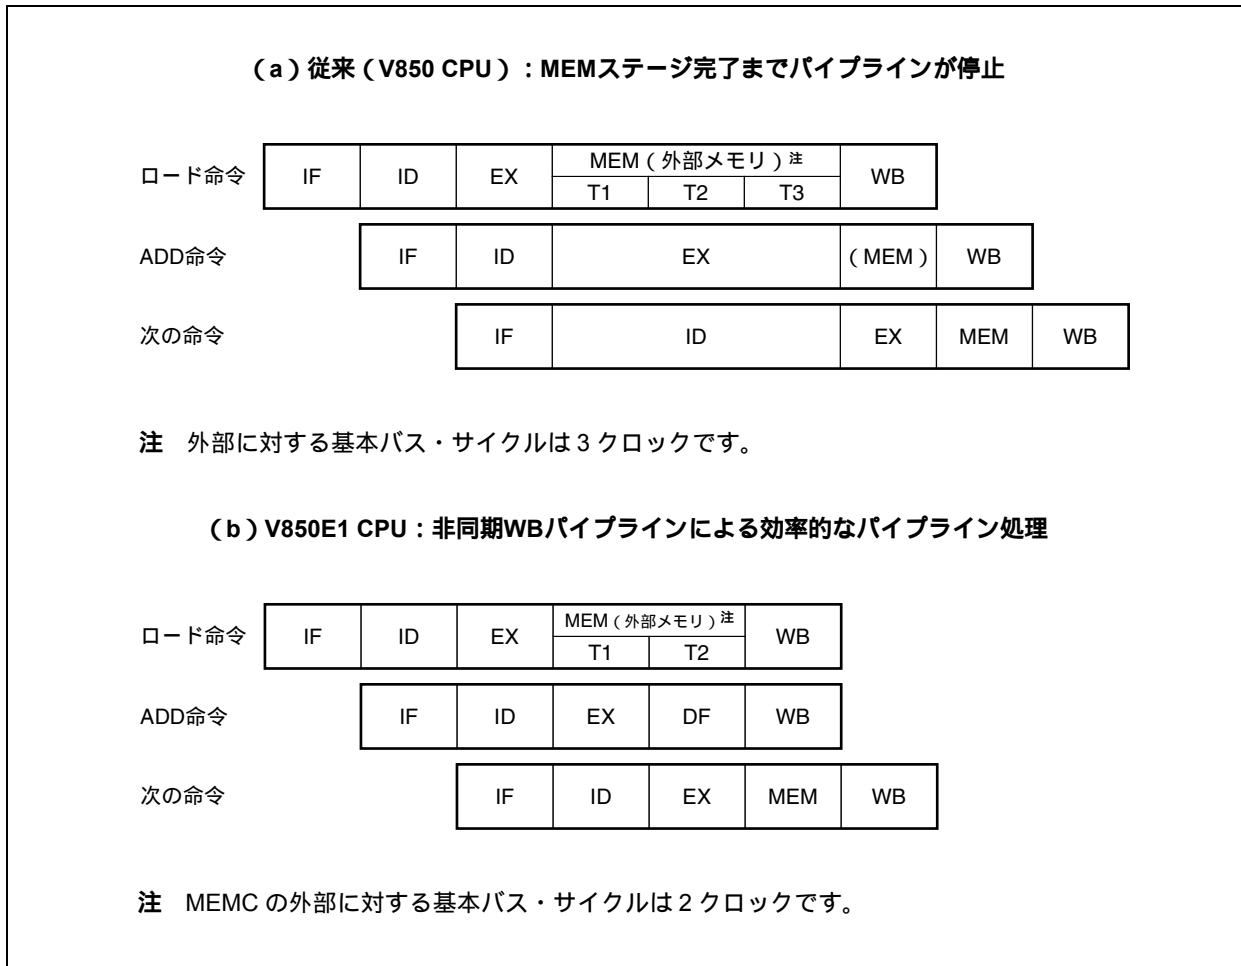 （a）従来（V850 CPU）：MEMステージ完了までパイプラインが停止
ロード命令 IF ID EX MEM（外部メモリ）注 WB
T1 T2 T3
ADD命令 IF ID EX （MEM） WB
次の命令 IF ID EX MEM WB
注 外部に対する基本バス・サイクルは3クロックです。
（b）V850E1 CPU：非同期WBパイプラインによる効率的なパイプライン処理
ロード命令 IF ID EX MEM（外部メモリ）注 WB
T1 T2
ADD命令 IF ID EX DF WB
次の命令 IF ID EX MEM WB
注 MEMCの外部に対する基本バス・サイクルは2クロックです。